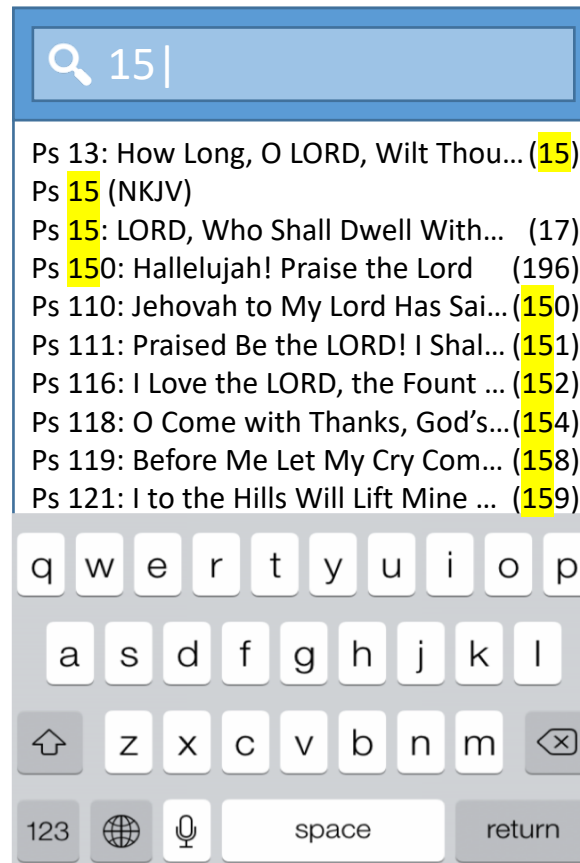 15
Ps 13: How Long, O LORD, Wilt Thou... (15)
Ps 15 (NKJV)
Ps 15: LORD, Who Shall Dwell With... (17)
Ps 150: Hallelujah! Praise the Lord (196)
Ps 110: Jehovah to My Lord Has Sai... (150)
Ps 111: Praised Be the LORD! I Shal... (151)
Ps 116: I Love the LORD, the Fount ... (152)
Ps 118: O Come with Thanks, God's... (154)
Ps 119: Before Me Let My Cry Com... (158)
Ps 121: I to the Hills Will Lift Mine ... (159)
q w e r t y u i o p
a s d f g h j k l
z x c v b n m
123 space return